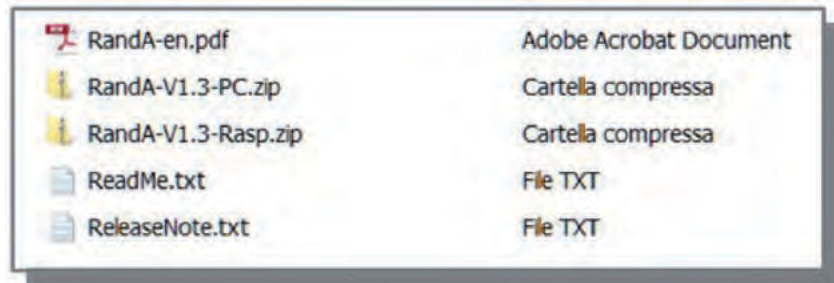 RandA-en.pdf Adobe Acrobat Document
RandA-V1.3-PC.zip Cartella compressa
RandA-V1.3-Rasp.zip Cartella compressa
ReadMe.txt File TXT
ReleaseNote.txt File TXT